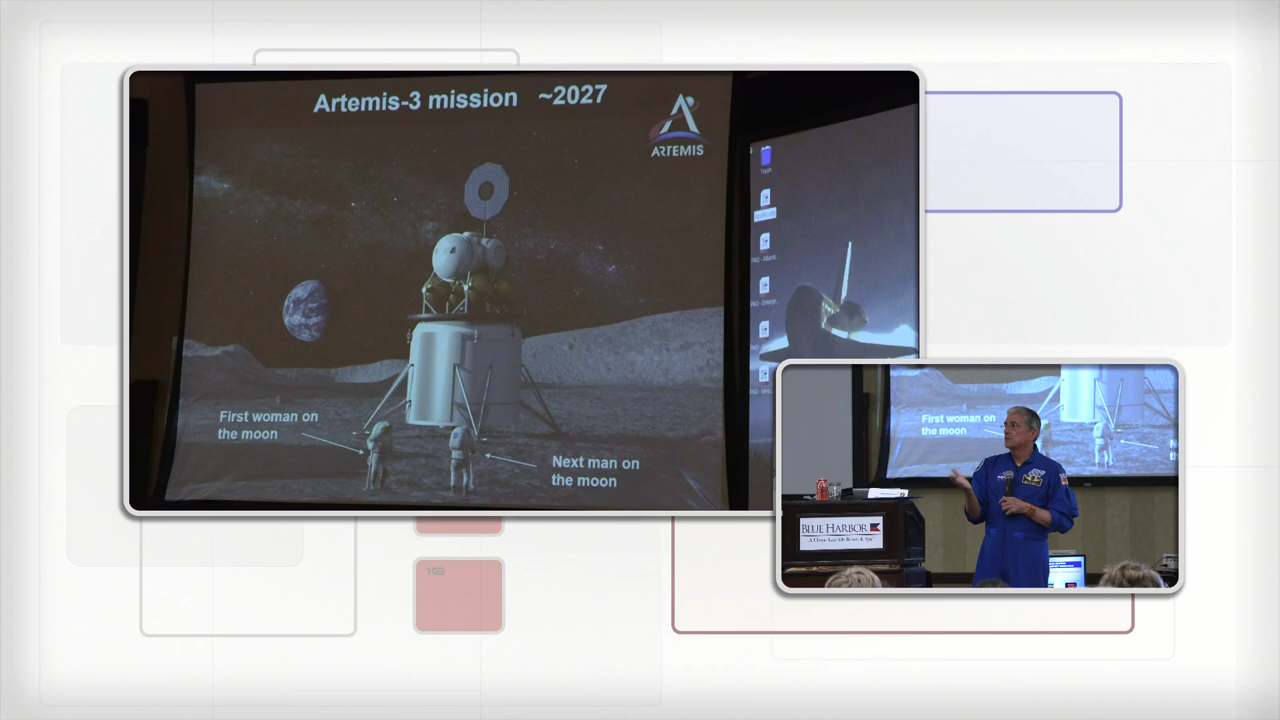 Artemis-3 mission ~2027
ARTEMIS
Trash
First woman on
the moon
Next man on
the moon
First woman on
the moon
BLUE HARBOR